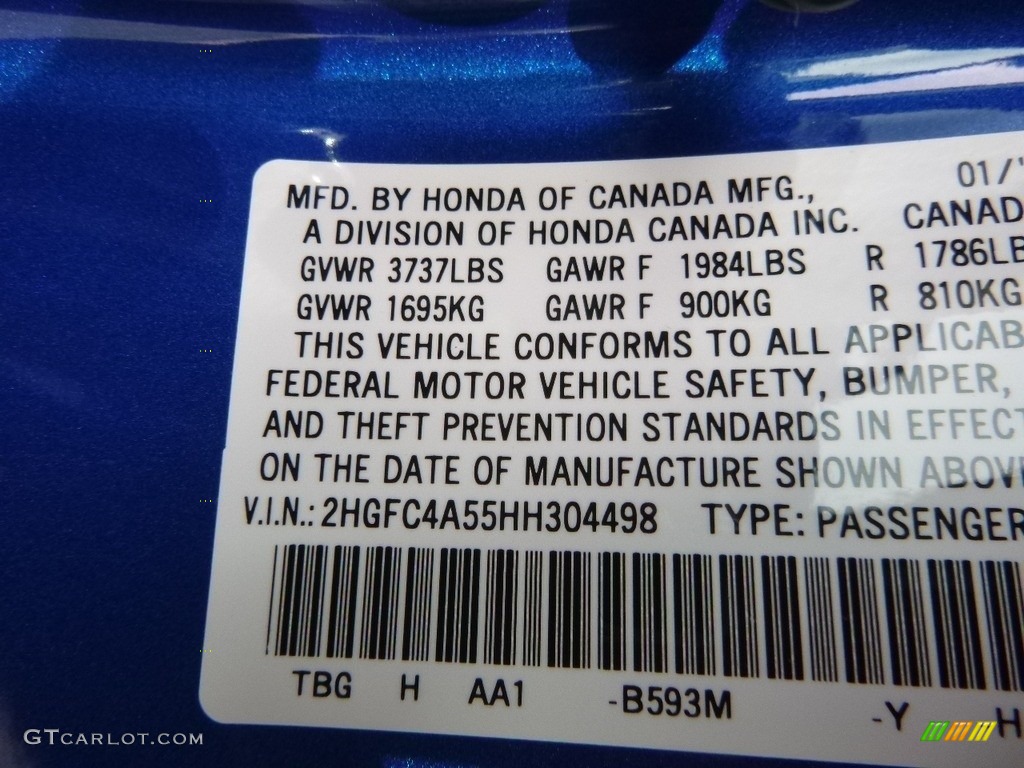 MFD. BY HONDA OF CANADA MFG., 01/'
A DIVISION OF HONDA CANADA INC. CANAD
GVWR 3737LBS GAWR F 1984LBS R 1786LB
GVWR 1695KG GAWR F 900KG R 810KG
THIS VEHICLE CONFORMS TO ALL APPLICAB
FEDERAL MOTOR VEHICLE SAFETY, BUMPER,
AND THEFT PREVENTION STANDARDS IN EFFECT
ON THE DATE OF MANUFACTURE SHOWN ABOVE
V.I.N.: 2HGFC4A55HH304498 TYPE: PASSENGER
TBG H AA1 -B593M -Y H
GTCARLOT.COM